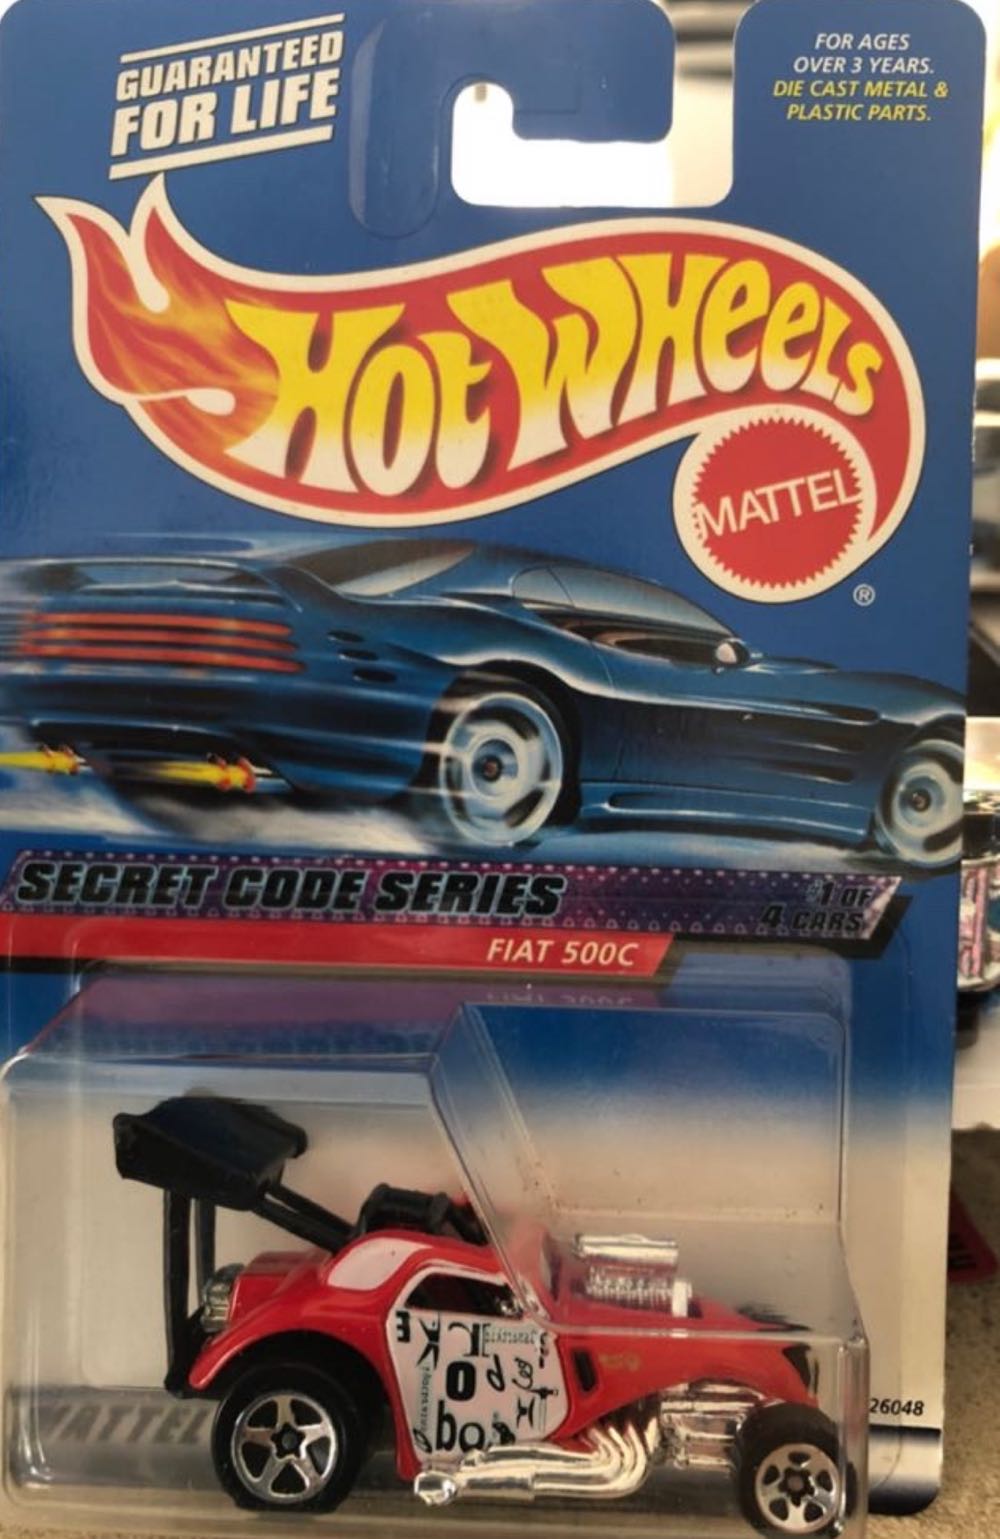 GUARANTEED
FOR LIFE
FOR AGES
OVER 3 YEARS.
DIE CAST METAL &
PLASTIC PARTS.
HOT WHEELS
MATTEL
®
SECRET CODE SERIES
#1 OF
4 CARS
FIAT 500C
26048
MATTEL